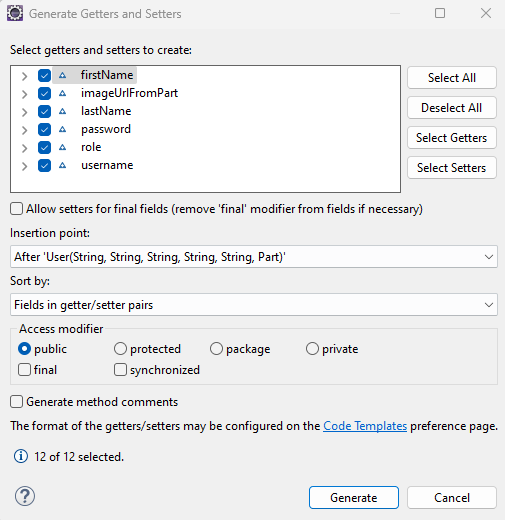 Generate Getters and Setters
Select getters and setters to create:
firstName
imageUrlFromPart
lastName
password
role
username
Select All
Deselect All
Select Getters
Select Setters
Allow setters for final fields (remove 'final' modifier from fields if necessary)
Insertion point:
After 'User(String, String, String, String, String, Part)'
Sort by:
Fields in getter/setter pairs
Access modifier
public protected package private
final synchronized
Generate method comments
The format of the getters/setters may be configured on the Code Templates preference page.
12 of 12 selected.
Generate Cancel